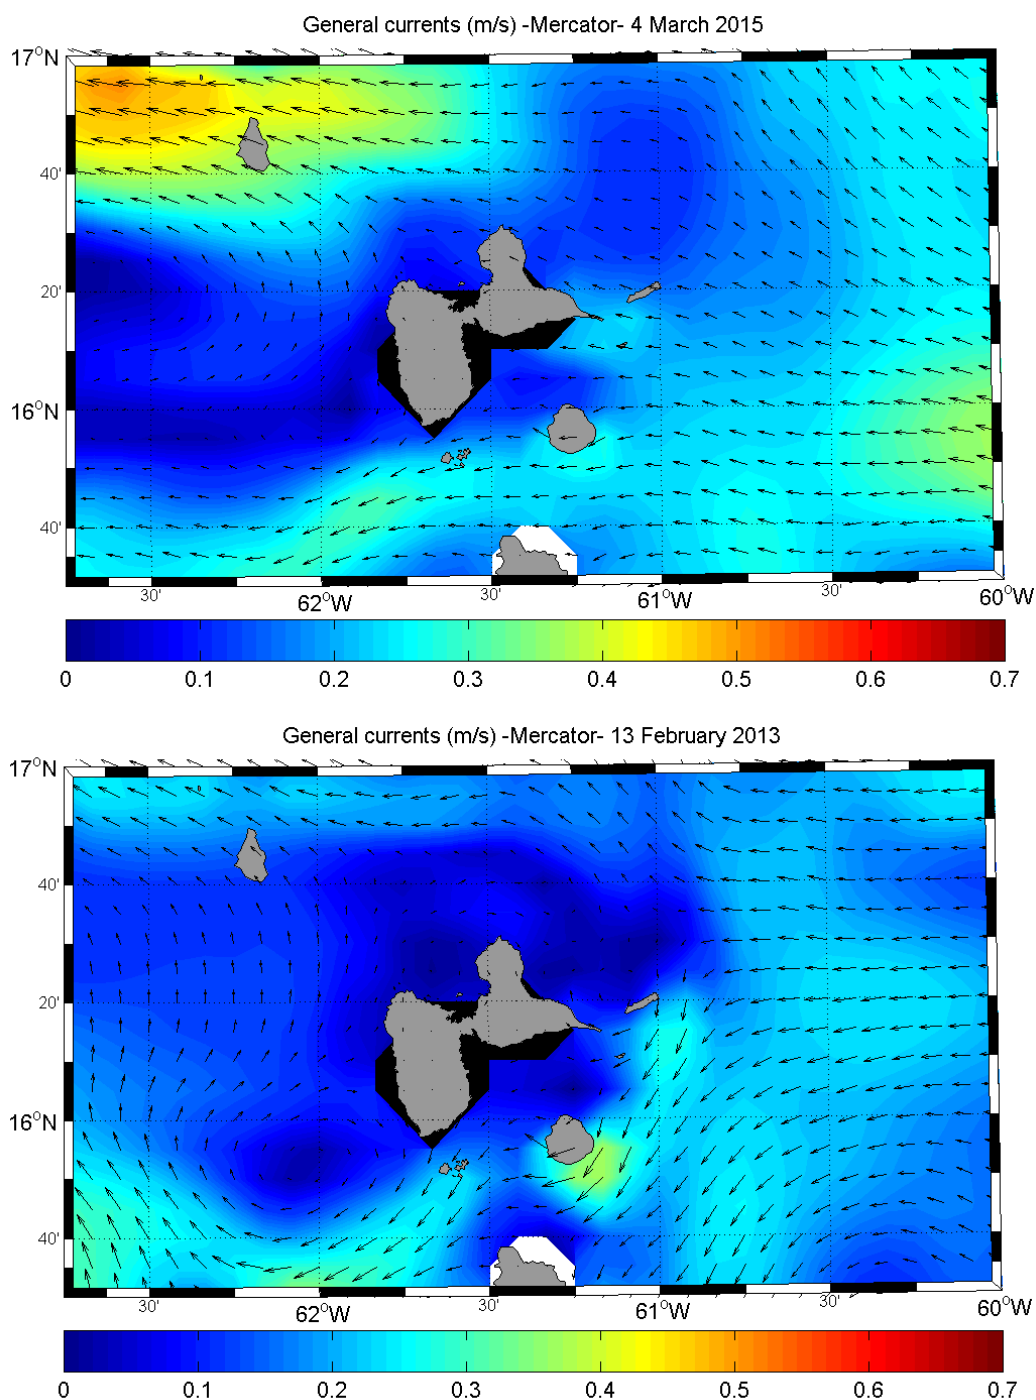 General currents (m/s) -Mercator- 4 March 2015
17°N
40'
20'
16°N
40'
30' 62°W 30' 61°W 30' 60°W
0 0.1 0.2 0.3 0.4 0.5 0.6 0.7
General currents (m/s) -Mercator- 13 February 2013
17°N
40'
20'
16°N
40'
30' 62°W 30' 61°W 30' 60°W
0 0.1 0.2 0.3 0.4 0.5 0.6 0.7